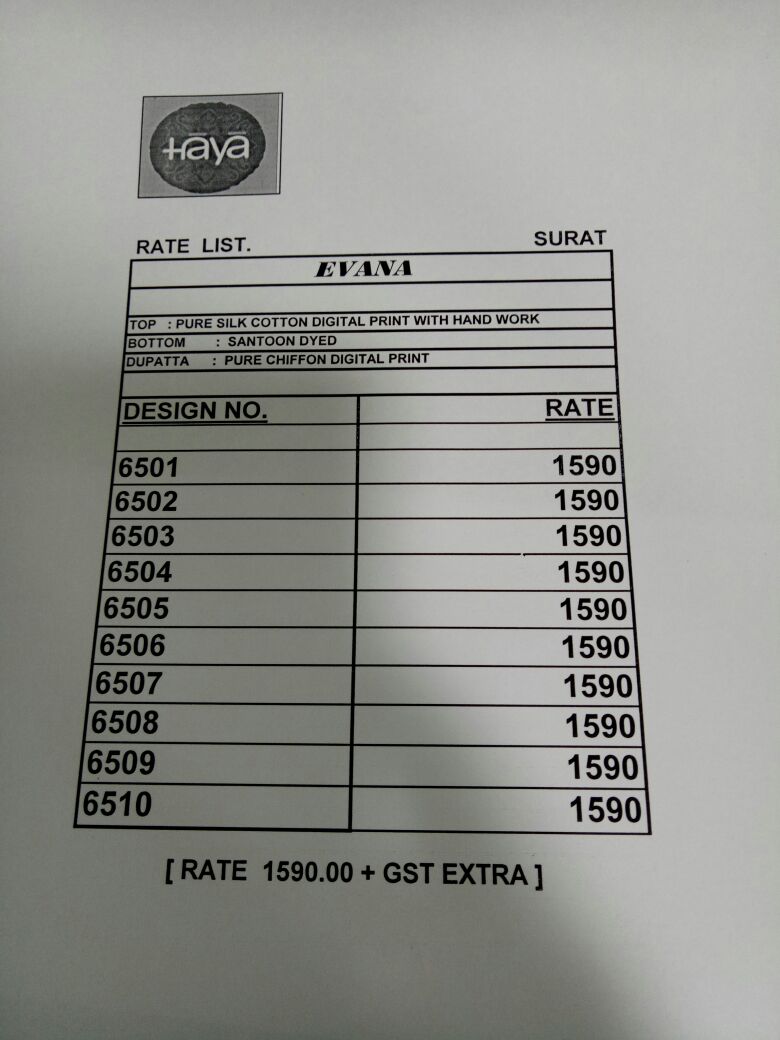 Hāyā
RATE LIST. SURAT
EVANA
TOP : PURE SILK COTTON DIGITAL PRINT WITH HAND WORK
BOTTOM : SANTOON DYED
DUPATTA : PURE CHIFFON DIGITAL PRINT
DESIGN NO. RATE
6501 1590
6502 1590
6503 1590
6504 1590
6505 1590
6506 1590
6507 1590
6508 1590
6509 1590
6510 1590
[ RATE 1590.00 + GST EXTRA ]